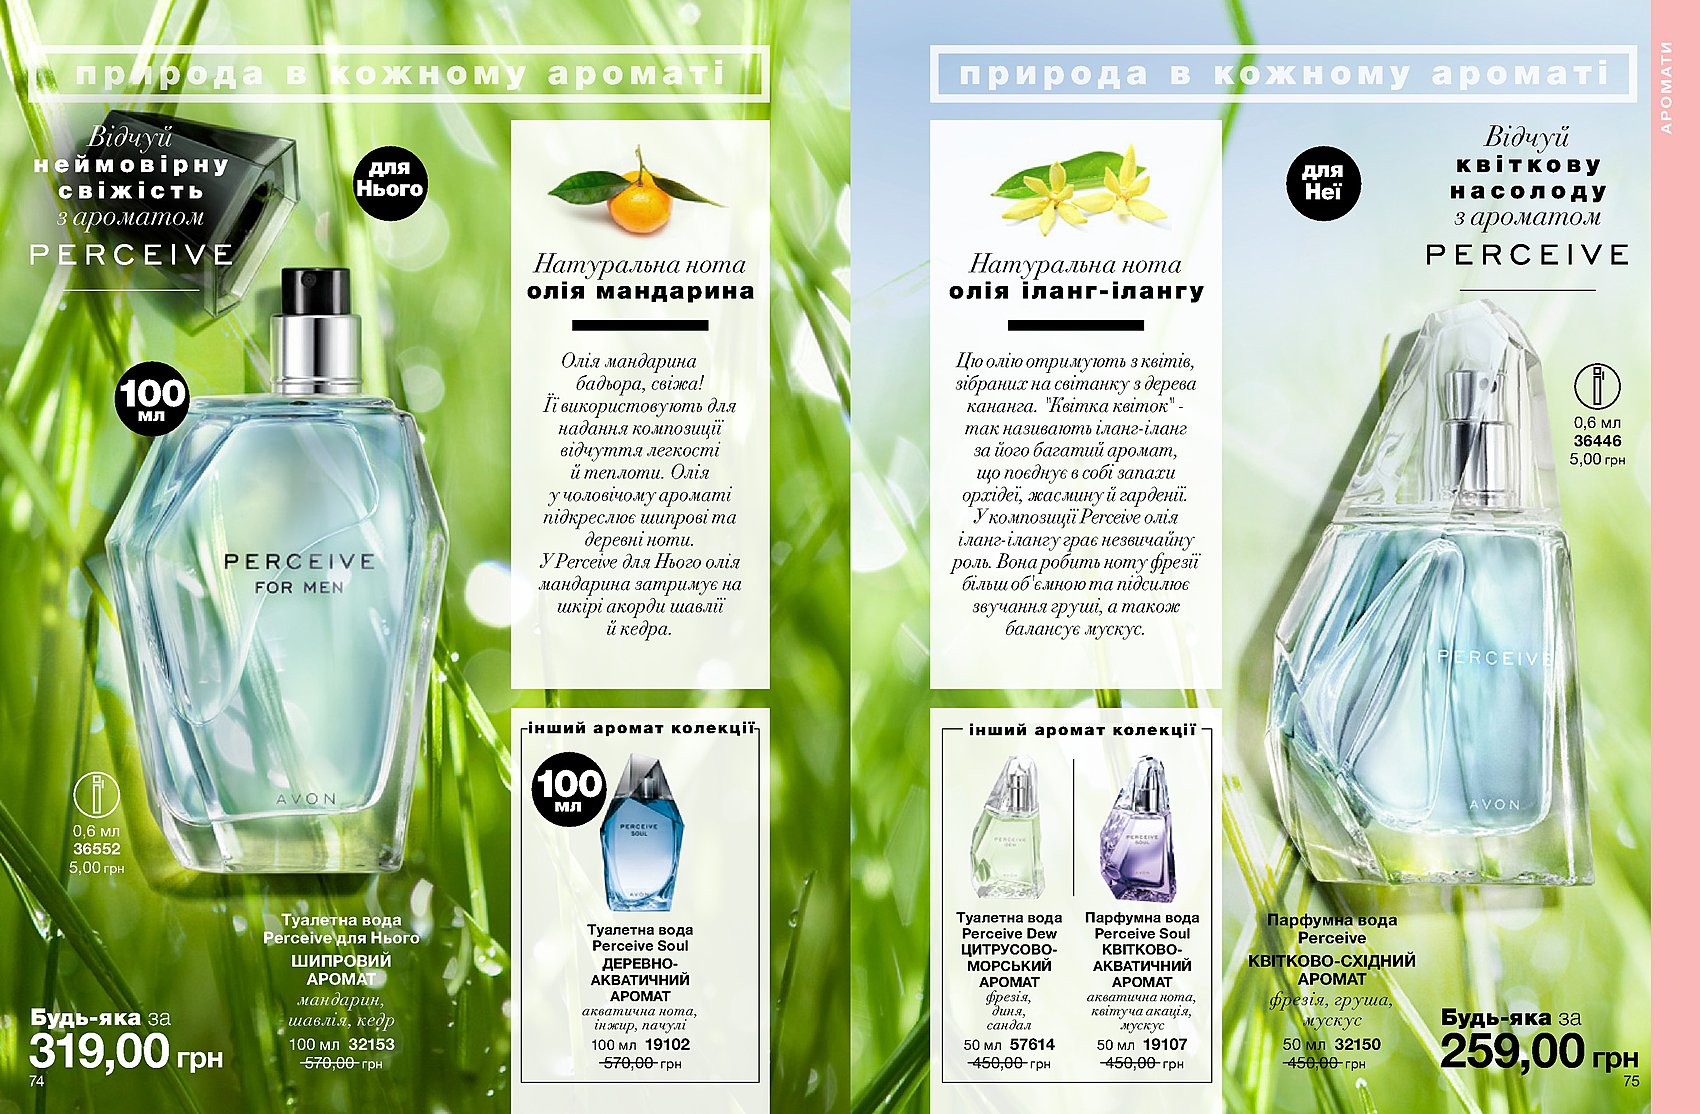 природа в кожному ароматі
Відчуй
неймовірну
свіжість
з ароматом
PERCEIVE
для
Нього
100
мл
PERCEIVE
FOR MEN
AVON
0,6 мл
36552
5,00 грн
Туалетна вода
Perceive для Нього
ШИПРОВИЙ
АРОМАТ
мандарин,
шавлія, кедр
100 мл 32153
570,00 грн
Будь-яка за
319,00 грн
74
Натуральна нота
олія мандарина
Олія мандарина
бадьора, свіжа!
Її використовують для
надання композиції
відчуття легкості
й теплоти. Олія
у чоловічому ароматі
підкреслює шипрові та
деревні ноти.
У Perceive для Нього олія
мандарина затримує на
шкірі акорди шавлії
й кедра.
інший аромат колекції
100
мл
PERCEIVE
SOUL
AVON
Туалетна вода
Perceive Soul
ДЕРЕВНО-
АКВАТИЧНИЙ
АРОМАТ
акватична нота,
інжир, пачулі
100 мл 19102
570,00 грн
природа в кожному ароматі
АРОМАТИ
Натуральна нота
олія іланг-ілангу
Цю олію отримують з квітів,
зібраних на світанку з дерева
кананга. "Квітка квіток" -
так називають іланг-іланг
за його багатий аромат,
що поєднує в собі запахи
орхідеї, жасмину й гарденії.
У композиції Perceive олія
іланг-ілангу грає незвичайну
роль. Вона робить ноту фрезії
більш об'ємною та підсилює
звучання груші, а також
балансує мускус.
інший аромат колекції
PERCEIVE
DEW
AVON
Туалетна вода
Perceive Dew
ЦИТРУСОВО-
МОРСЬКИЙ
АРОМАТ
фрезія,
диня,
сандал
50 мл 57614
450,00 грн
PERCEIVE
SOUL
AVON
Парфумна вода
Perceive Soul
КВІТКОВО-
АКВАТИЧНИЙ
АРОМАТ
акватична нота,
квітуча акація,
мускус
50 мл 19107
450,00 грн
для
Неї
Відчуй
квіткову
насолоду
з ароматом
PERCEIVE
0,6 мл
36446
5,00 грн
PERCEIVE
AVON
Парфумна вода
Perceive
КВІТКОВО-СХІДНИЙ
АРОМАТ
фрезія, груша,
мускус
50 мл 32150
450,00 грн
Будь-яка за
259,00 грн
75